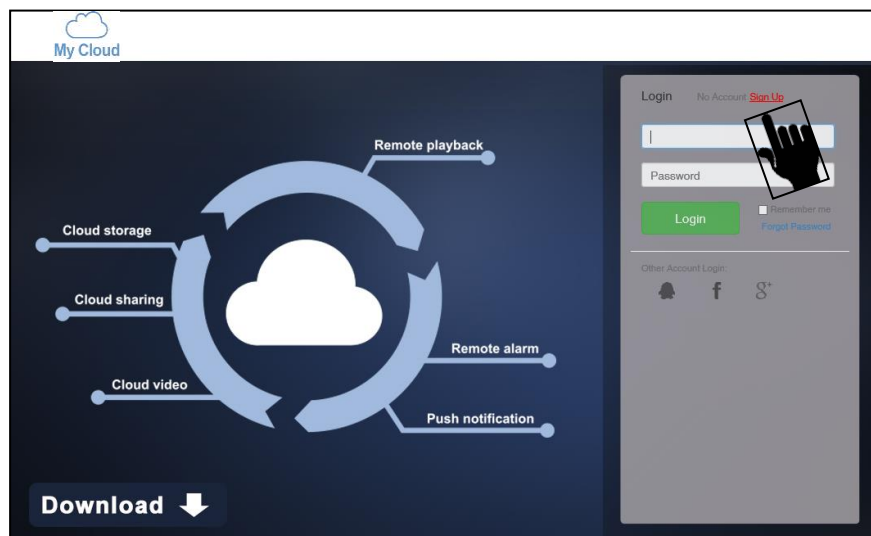 My Cloud
Login No Account Sign Up
Password
Login
Remember me
Forgot Password
Other Account Login:
f g+
Remote playback
Cloud storage
Cloud sharing
Cloud video
Remote alarm
Push notification
Download